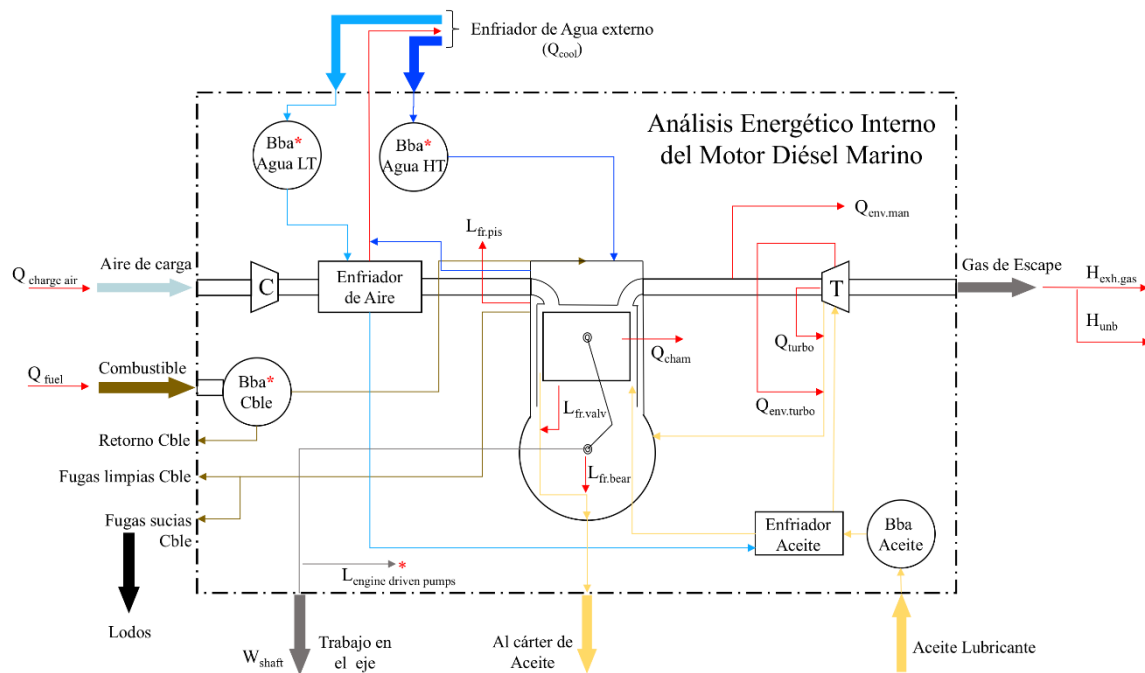 Enfriador de Agua externo
(Qcool)
Análisis Energético Interno
del Motor Diésel Marino
Bba*
Agua LT
Bba*
Agua HT
Qenv.man
Lfr.pis
Q charge air
Aire de carga
C
Enfriador
de Aire
T
Gas de Escape
Hexh.gas
Hunb
Qturbo
Qcham
Q fuel
Combustible
Bba*
Cble
Lfr.valv
Qenv.turbo
Retorno Cble
Fugas limpias Cble
Lfr.bear
Fugas sucias
Cble
Enfriador
Aceite
Bba
Aceite
*
Lengine driven pumps
Lodos
Wshaft
Trabajo en
el eje
Al cárter de
Aceite
Aceite Lubricante